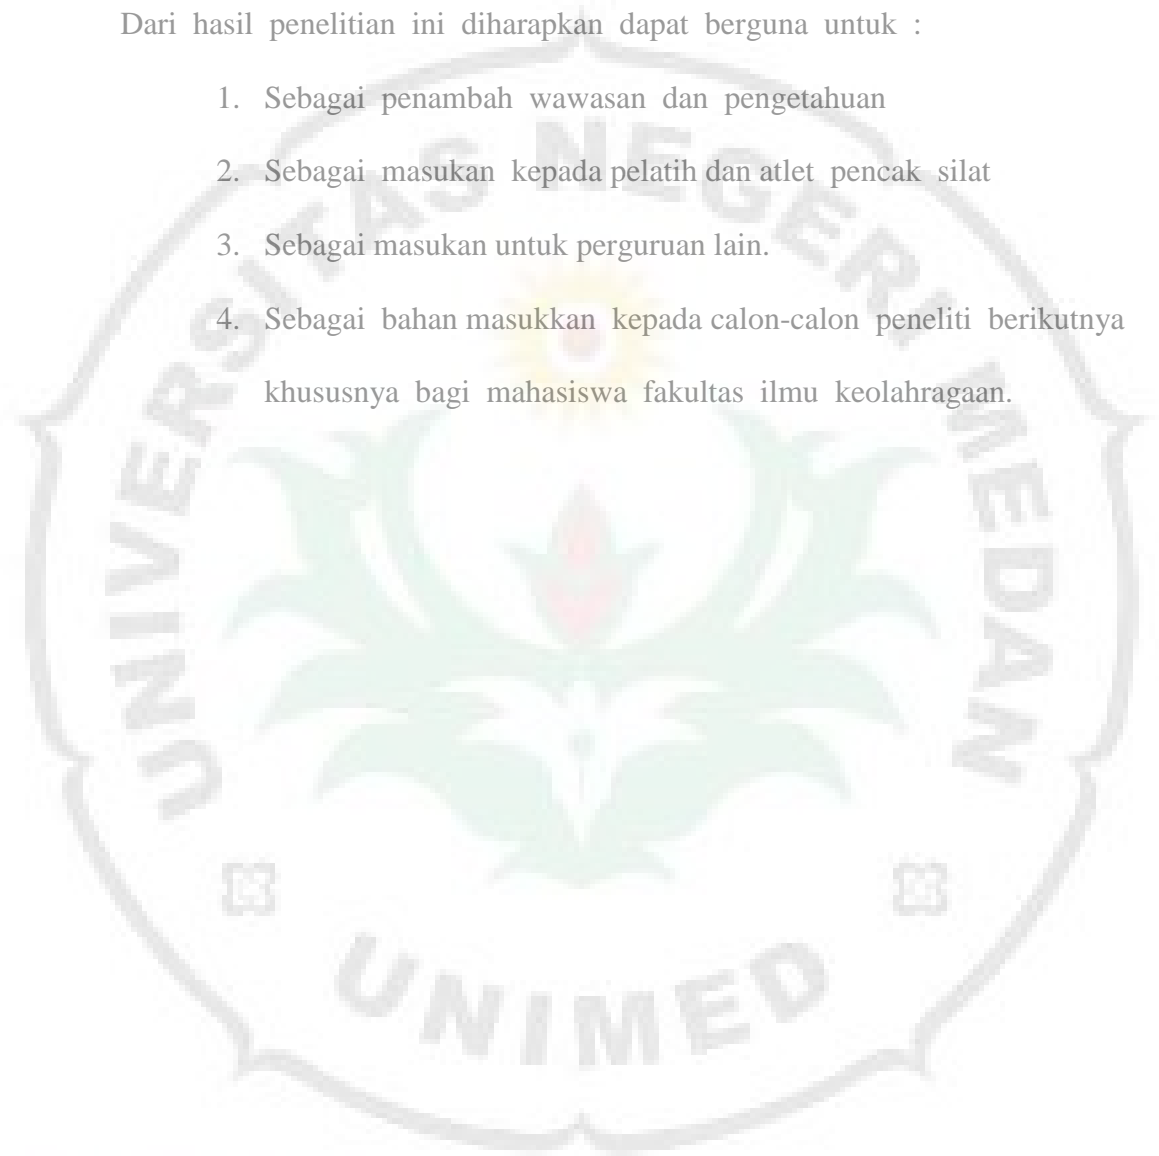 Dari hasil penelitian ini diharapkan dapat berguna untuk :
1. Sebagai penambah wawasan dan pengetahuan
2. Sebagai masukan kepada pelatih dan atlet pencak silat
3. Sebagai masukan untuk perguruan lain.
4. Sebagai bahan masukkan kepada calon-calon peneliti berikutnya
khususnya bagi mahasiswa fakultas ilmu keolahragaan.
UNIVERSITAS NEGERI MEDAN
UNIMED